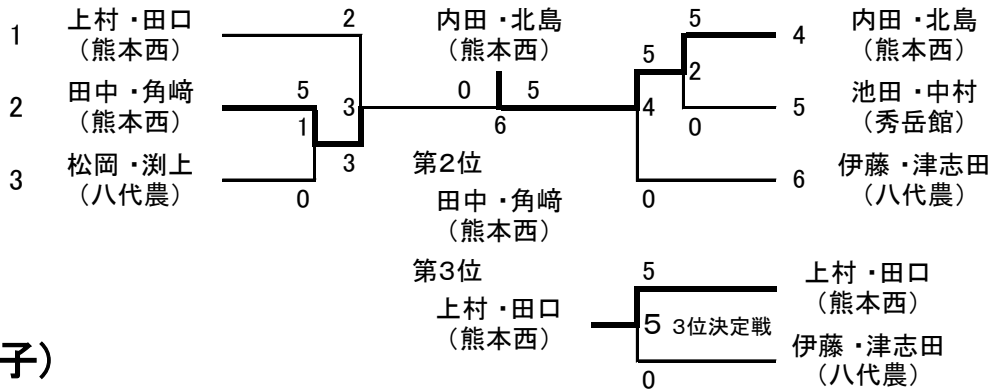 1 上村・田口 2 内田・北島 5 4 内田・北島
(熊本西) (熊本西) (熊本西)
5 2
2 田中・角﨑 5 3 0 5 4 5 池田・中村
(熊本西) 1 6 0 (秀岳館)
3 松岡・渕上 3 第2位 6 伊藤・津志田
(八代農) 0 田中・角﨑 0 (八代農)
(熊本西)
第3位 5 上村・田口
上村・田口 (熊本西)
(熊本西) 5 3位決定戦
伊藤・津志田
子) 0 (八代農)